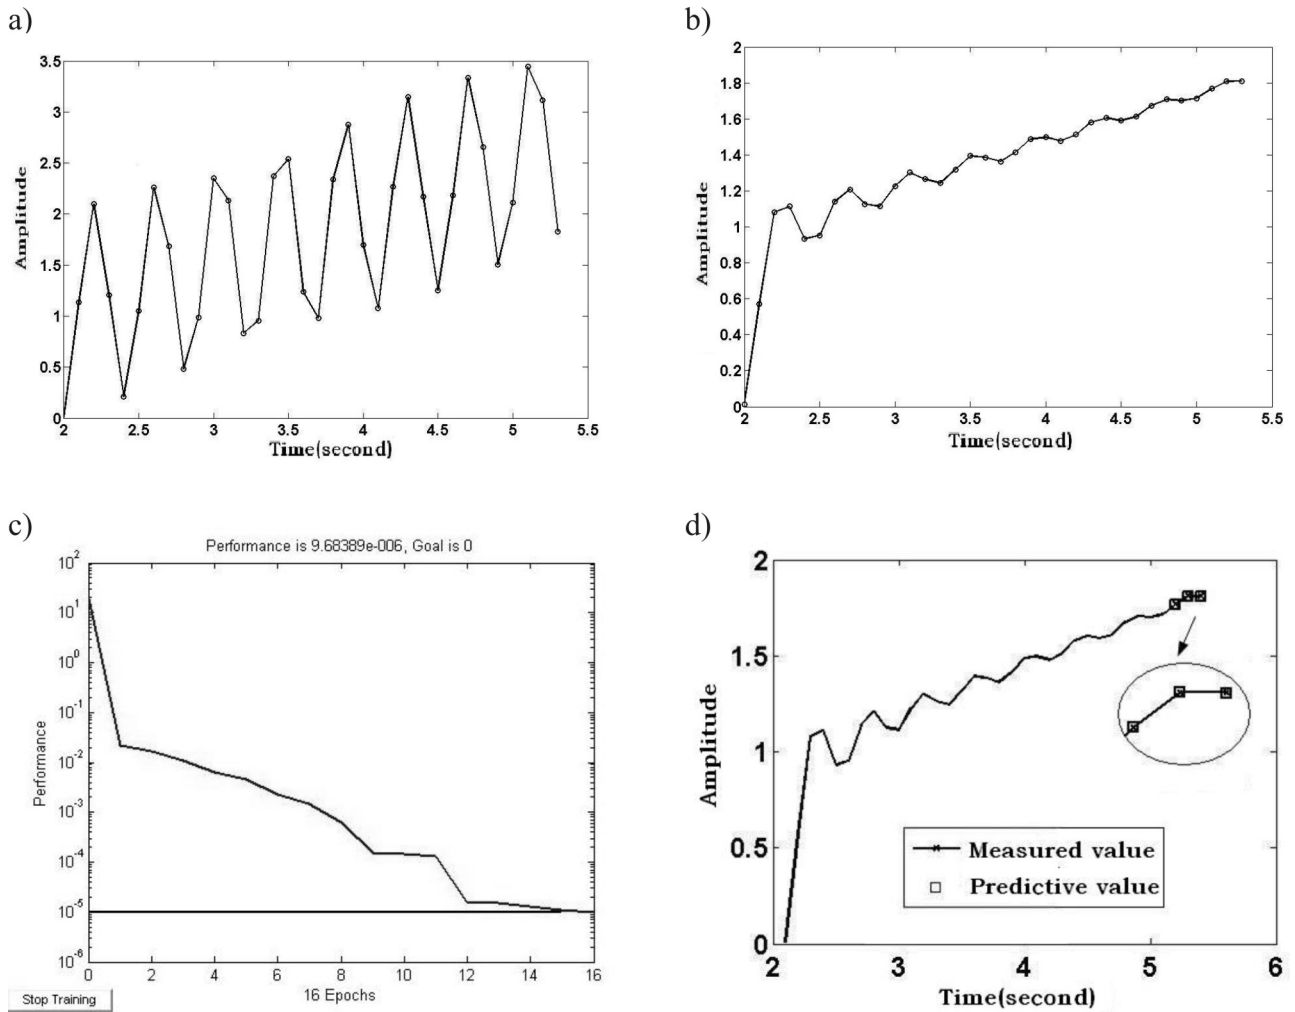 a)
3.5
3
2.5
2
1.5
1
0.5
0
Amplitude
2 2.5 3 3.5 4 4.5 5 5.5
Time(second)
b)
2
1.8
1.6
1.4
1.2
1
0.8
0.6
0.4
0.2
0
Amplitude
2 2.5 3 3.5 4 4.5 5 5.5
Time(second)
c)
Performance is 9.68389e-006, Goal is 0
10^2
10^1
10^0
10^-1
10^-2
10^-3
10^-4
10^-5
10^-6
Performance
0 2 4 6 8 10 12 14 16
16 Epochs
Stop Training
d)
2
1.5
1
0.5
0
Amplitude
Measured value
Predictive value
2 3 4 5 6
Time(second)